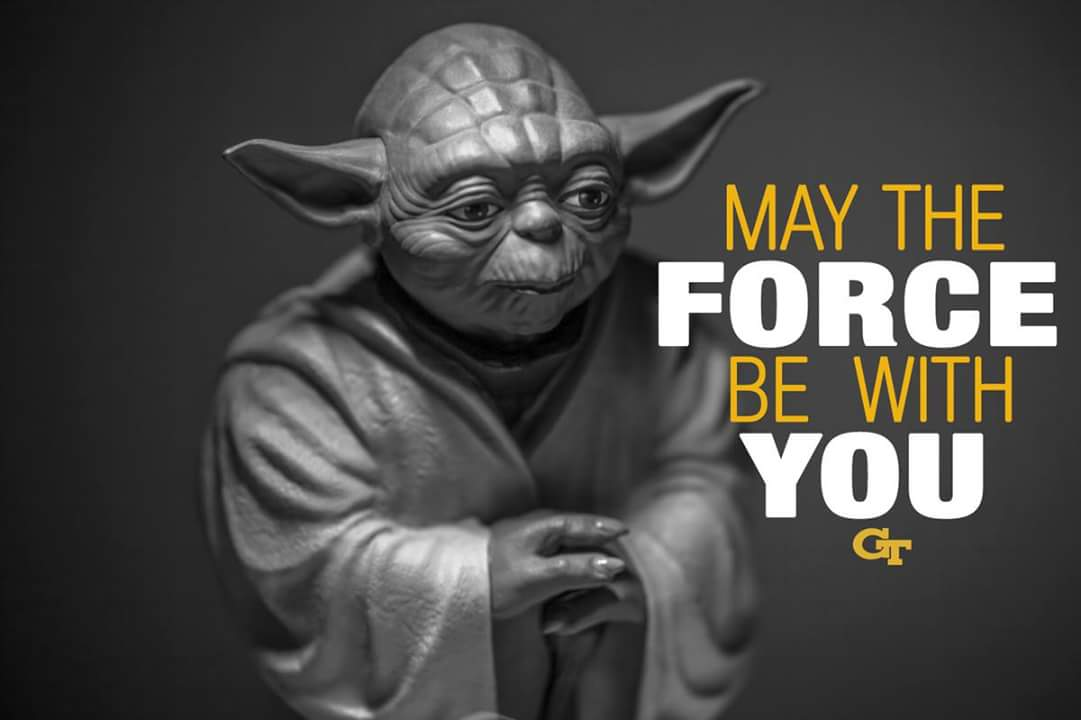 MAY THE
FORCE
BE WITH
YOU
GT